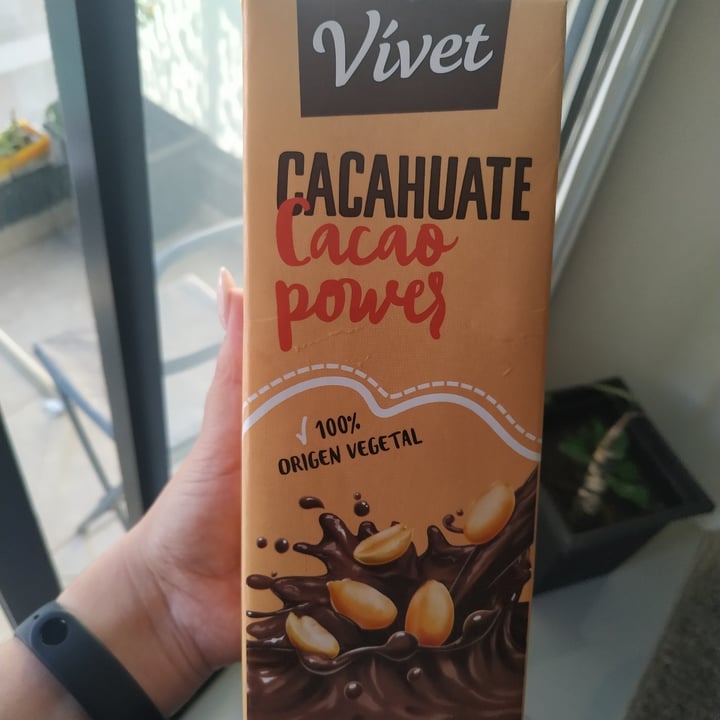 Vívet
CACAHUATE
Cacao
power
100%
ORIGEN VEGETAL